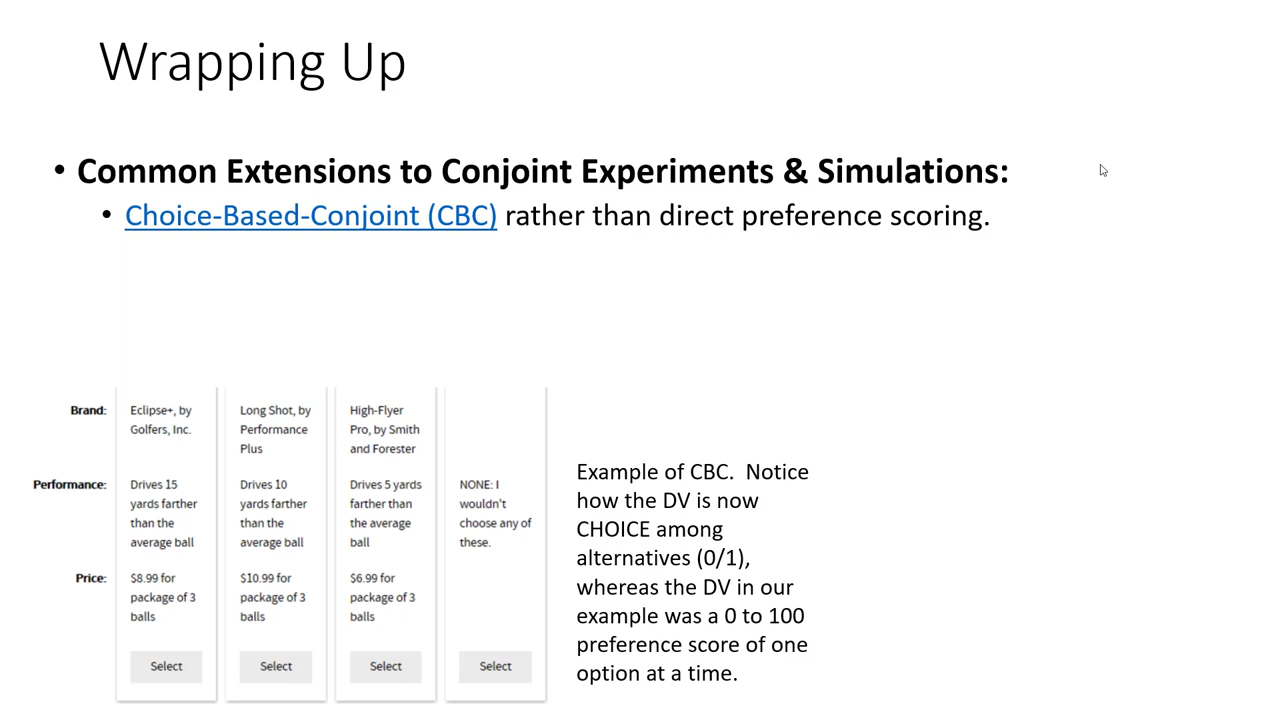 Wrapping Up
• Common Extensions to Conjoint Experiments & Simulations:
• Choice-Based-Conjoint (CBC) rather than direct preference scoring.
Brand:
Eclipse+, by
Golfers, Inc.
Long Shot, by
Performance
Plus
High-Flyer
Pro, by Smith
and Forester
Performance:
Drives 15
yards farther
than the
average ball
Drives 10
yards farther
than the
average ball
Drives 5 yards
farther than
the average
ball
NONE: I
wouldn't
choose any of
these.
Price:
$8.99 for
package of 3
balls
$10.99 for
package of 3
balls
$6.99 for
package of 3
balls
Select
Select
Select
Select
Example of CBC. Notice
how the DV is now
CHOICE among
alternatives (0/1),
whereas the DV in our
example was a 0 to 100
preference score of one
option at a time.